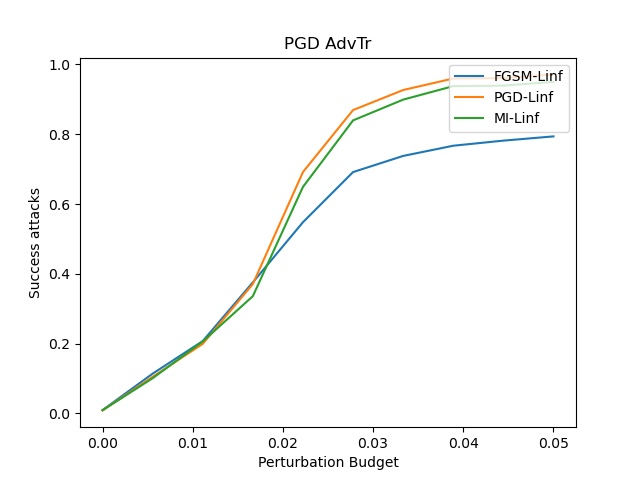 PGD AdvTr
FGSM-Linf
PGD-Linf
MI-Linf
Success attacks
1.0
0.8
0.6
0.4
0.2
0.0
0.00 0.01 0.02 0.03 0.04 0.05
Perturbation Budget